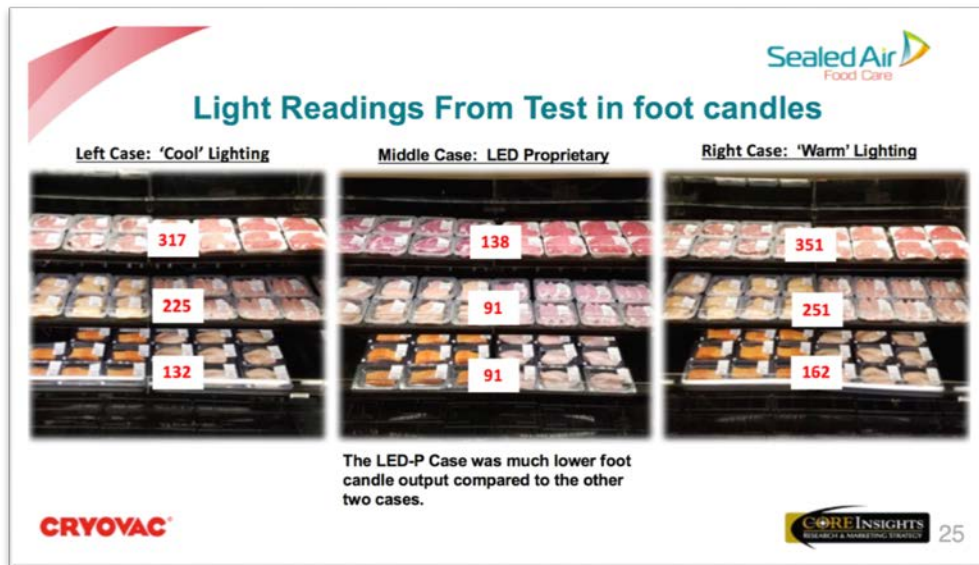 Sealed Air
Food Care
Light Readings From Test in foot candles
Left Case: 'Cool' Lighting
Middle Case: LED Proprietary
Right Case: 'Warm' Lighting
317
225
132
138
91
91
351
251
162
The LED-P Case was much lower foot
candle output compared to the other
two cases.
CRYOVAC®
CORE INSIGHTS
RESEARCH & MARKETING STRATEGY
25